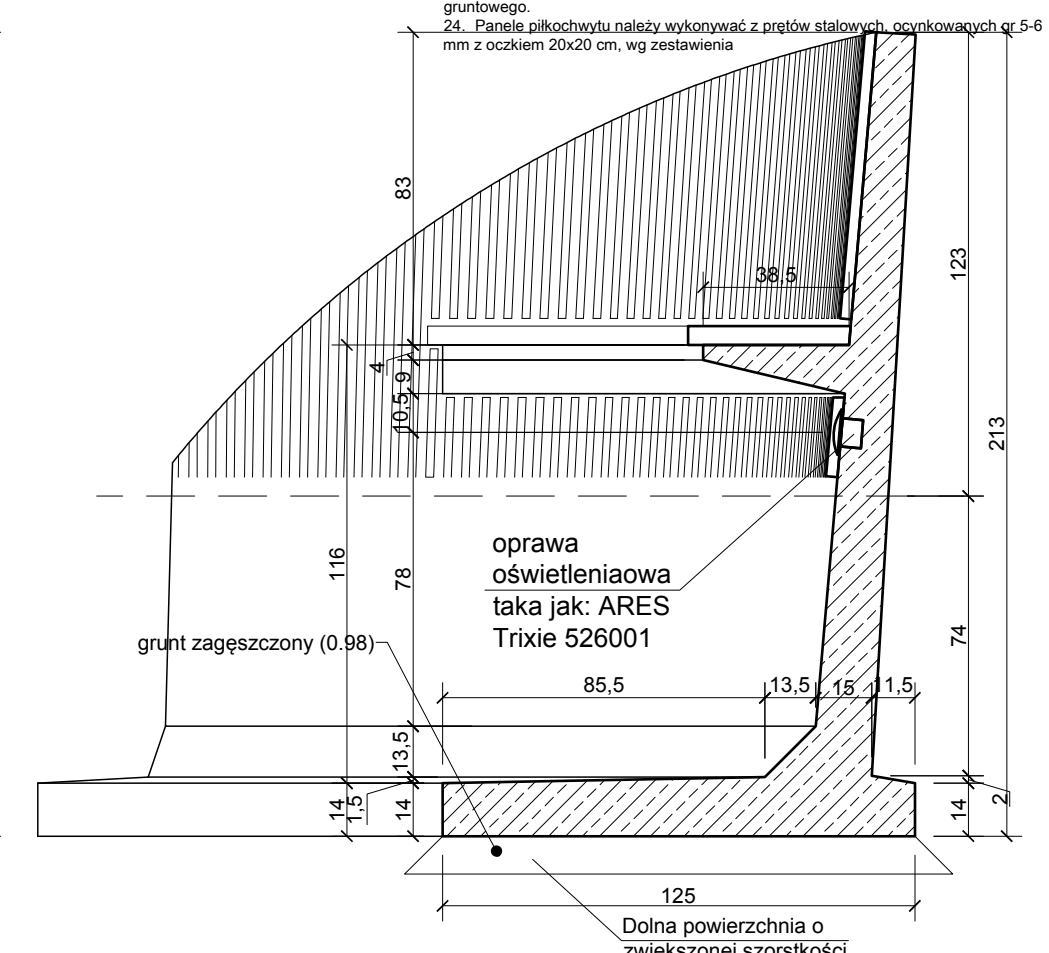 gruntowego.
24. Panele piłkochwytu należy wykonywać z prętów stalowych, ocynkowanych gr 5-6
mm z oczkiem 20x20 cm, wg zestawienia
83
123
38,5
4
9
10,5
213
oprawa
oświetleniaowa
taka jak: ARES
Trixie 526001
116
78
74
grunt zagęszczony (0.98)
85,5
13,5
15
11,5
13,5
14
1,5
14
14
2
125
Dolna powierzchnia o
zwiększonej szorstkości